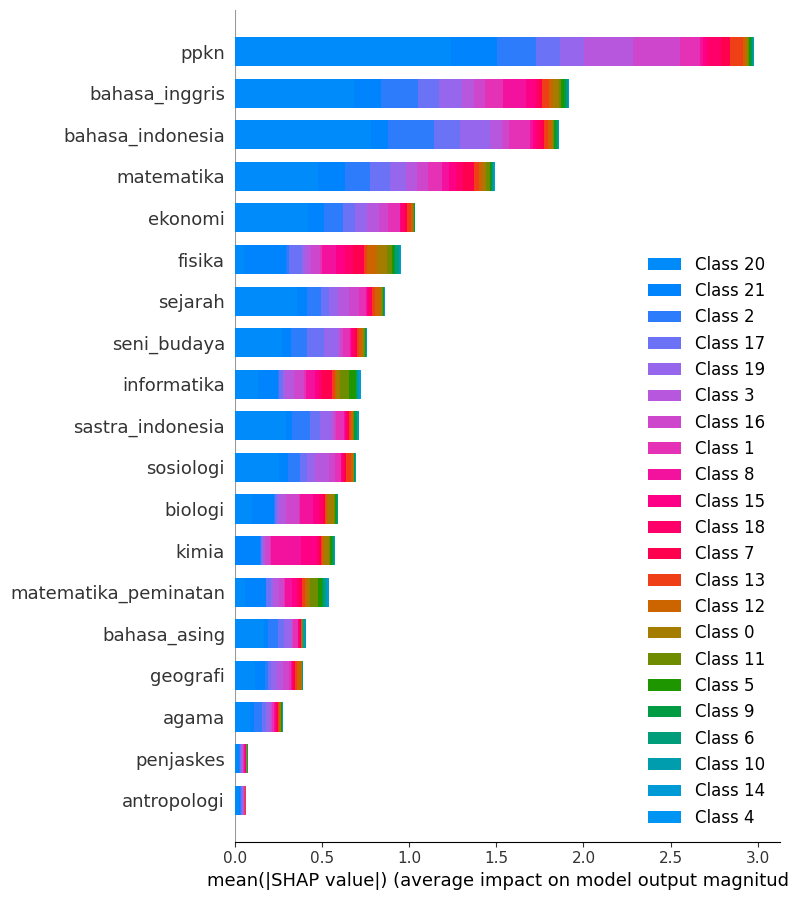 ppkn
bahasa_inggris
bahasa_indonesia
matematika
ekonomi
fisika
sejarah
seni_budaya
informatika
sastra_indonesia
sosiologi
biologi
kimia
matematika_peminatan
bahasa_asing
geografi
agama
penjaskes
antropologi
Class 20
Class 21
Class 2
Class 17
Class 19
Class 3
Class 16
Class 1
Class 8
Class 15
Class 18
Class 7
Class 13
Class 12
Class 0
Class 11
Class 5
Class 9
Class 6
Class 10
Class 14
Class 4
0.0 0.5 1.0 1.5 2.0 2.5 3.0
mean(|SHAP value|) (average impact on model output magnitud